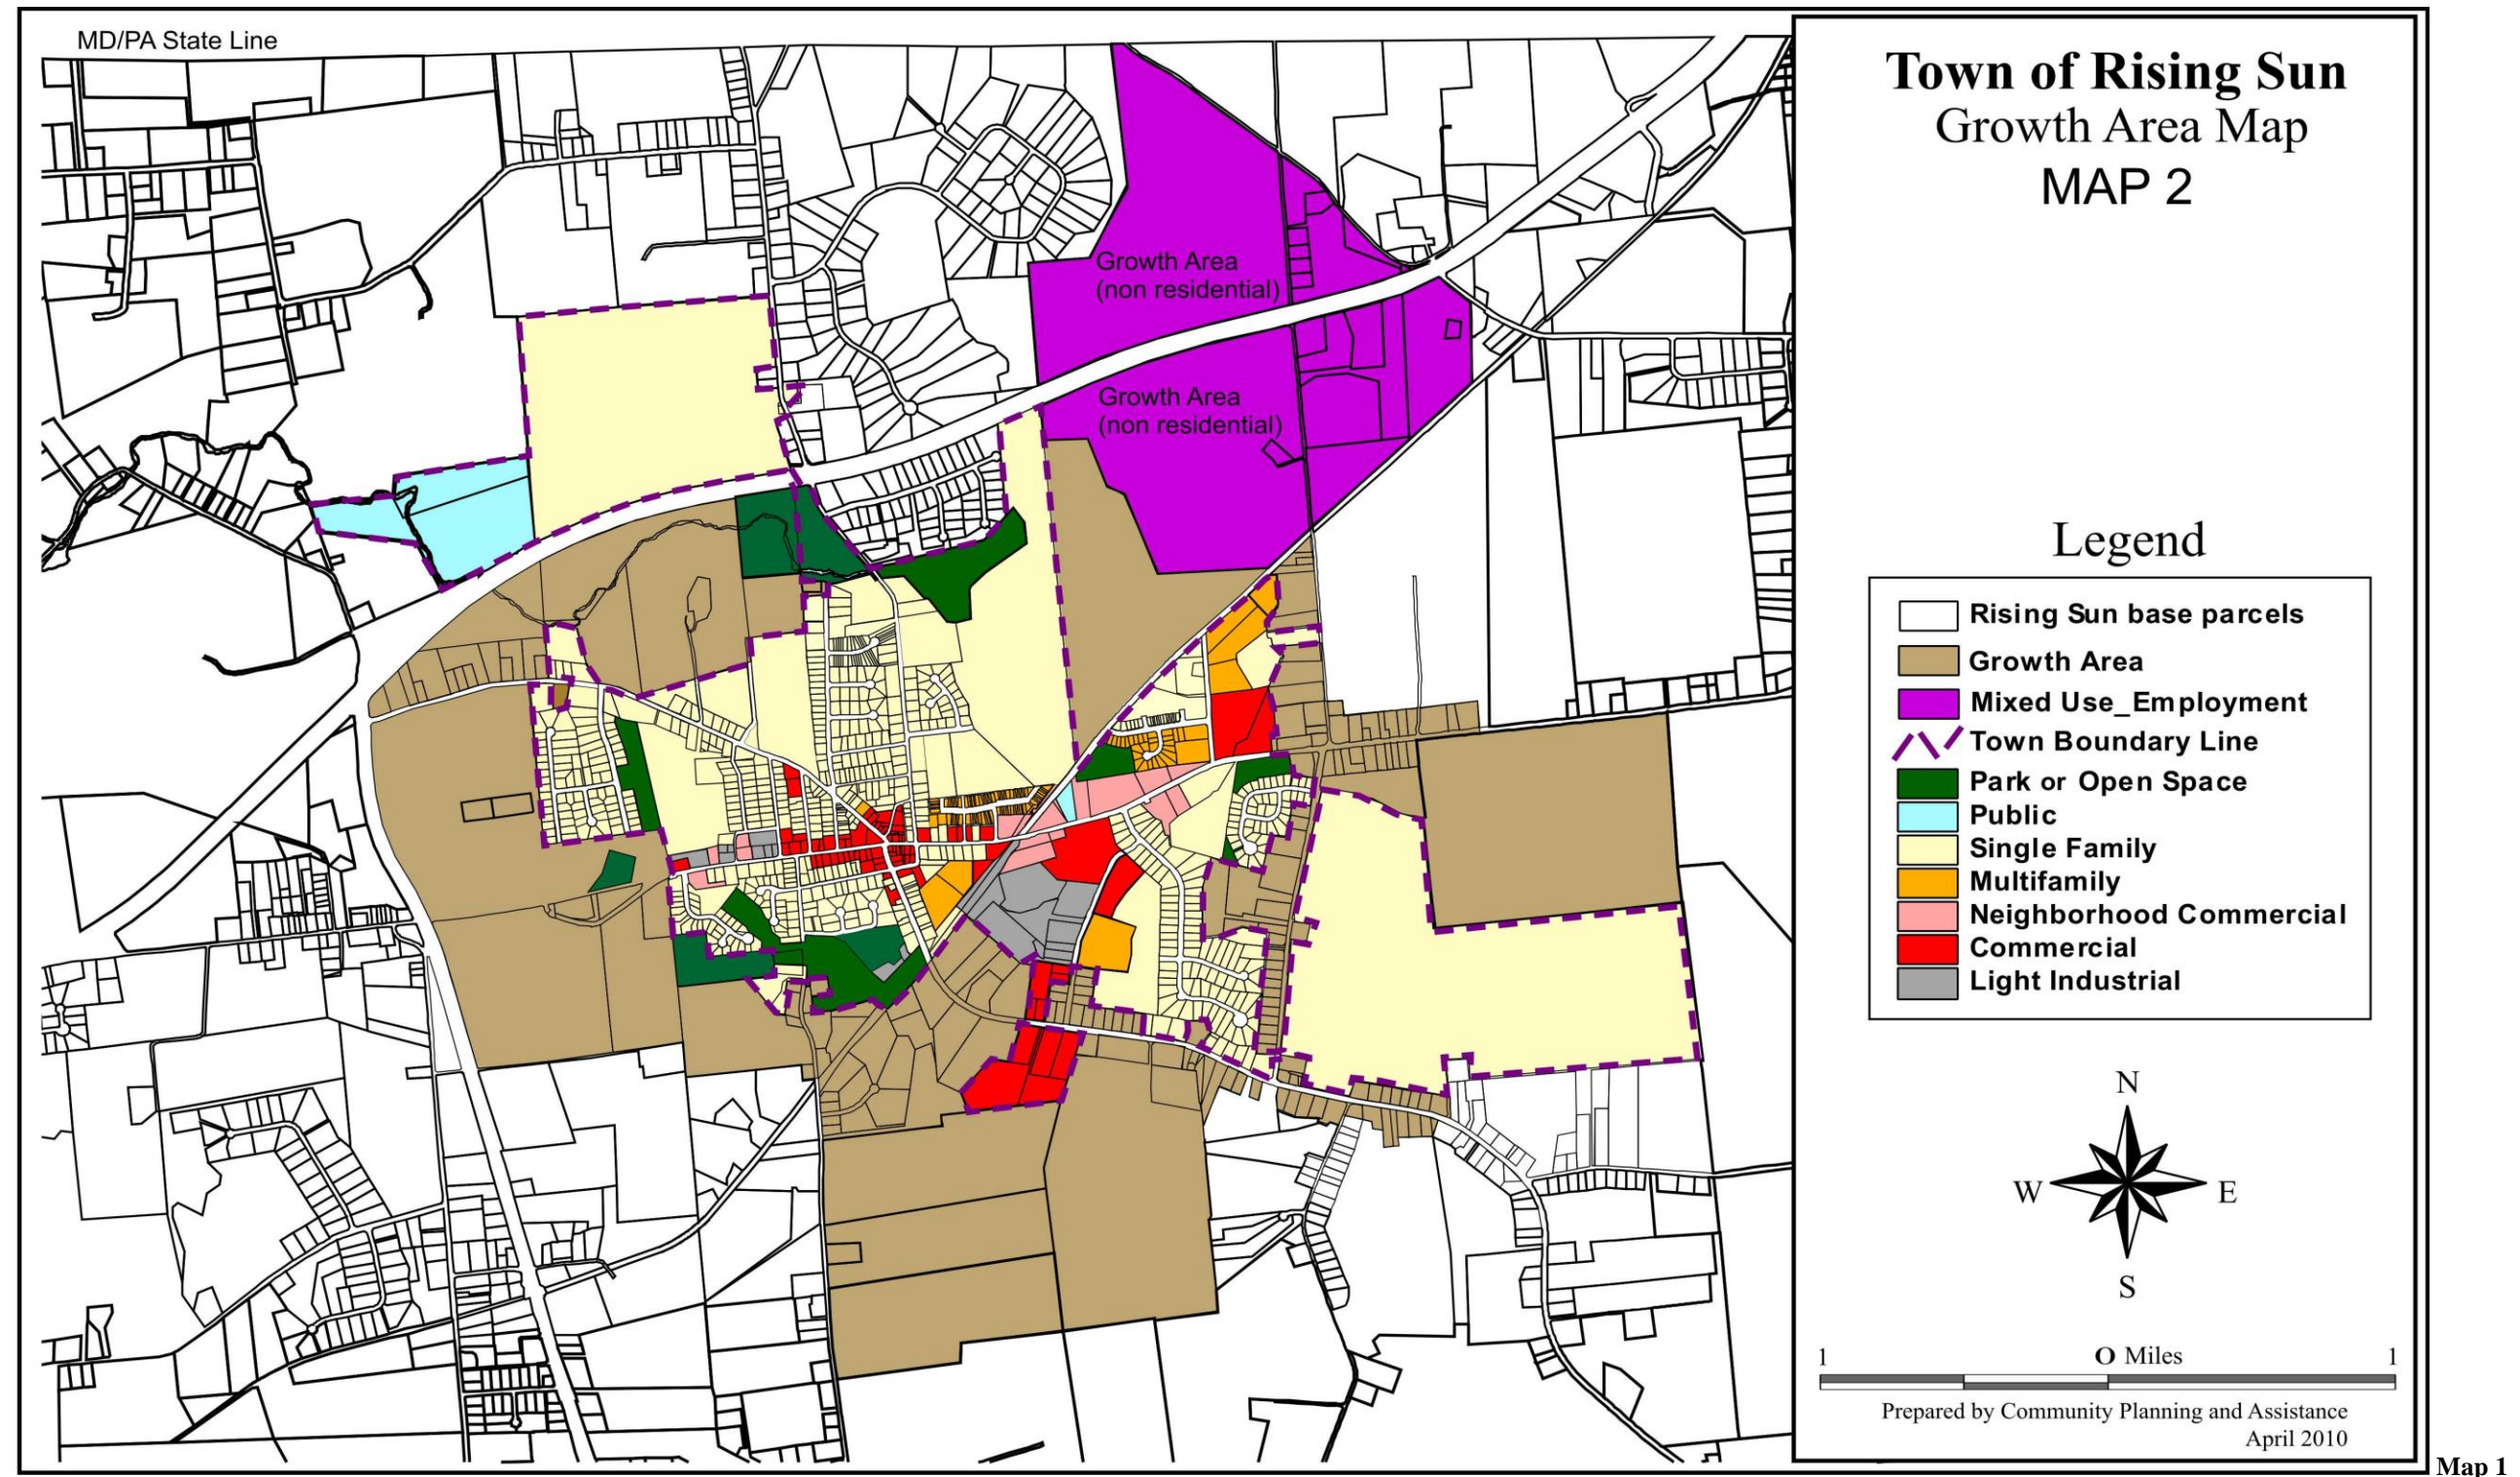 MD/PA State Line
Growth Area
(non residential)
Growth Area
(non residential)
Town of Rising Sun
Growth Area Map
MAP 2
Legend
Rising Sun base parcels
Growth Area
Mixed Use_Employment
Town Boundary Line
Park or Open Space
Public
Single Family
Multifamily
Neighborhood Commercial
Commercial
Light Industrial
N
W E
S
1 0 Miles 1
Prepared by Community Planning and Assistance
April 2010
Map 1